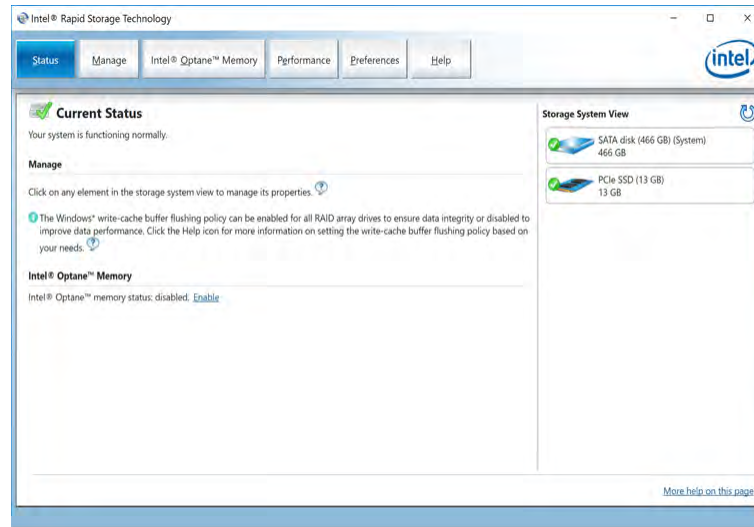 Intel® Rapid Storage Technology
Status
Manage
Intel® Optane™ Memory
Performance
Preferences
Help
intel
Current Status
Your system is functioning normally.
Manage
Click on any element in the storage system view to manage its properties.
The Windows* write-cache buffer flushing policy can be enabled for all RAID array drives to ensure data integrity or disabled to
improve data performance. Click the Help icon for more information on setting the write-cache buffer flushing policy based on
your needs.
Intel® Optane™ Memory
Intel® Optane™ memory status: disabled. Enable
Storage System View
SATA disk (466 GB) (System)
466 GB
PCIe SSD (13 GB)
13 GB
More help on this page